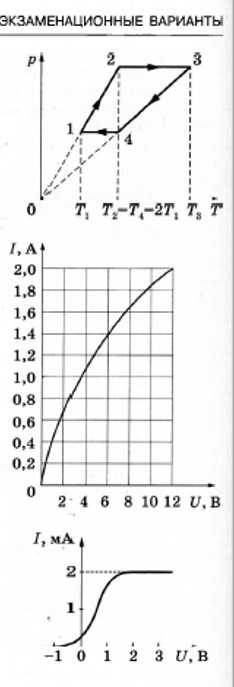 ЭКЗАМЕНАЦИОННЫЕ ВАРИАНТЫ
p
2 3
1 4
0 T₁ T₂=T₄=2T₁ T₃ T
I, А
2,0
1,8
1,6
1,4
1,2
1,0
0,8
0,6
0,4
0,2
0
2 4 6 8 10 12 U, В
I, мА
2
1
−1 0 1 2 3 U, В